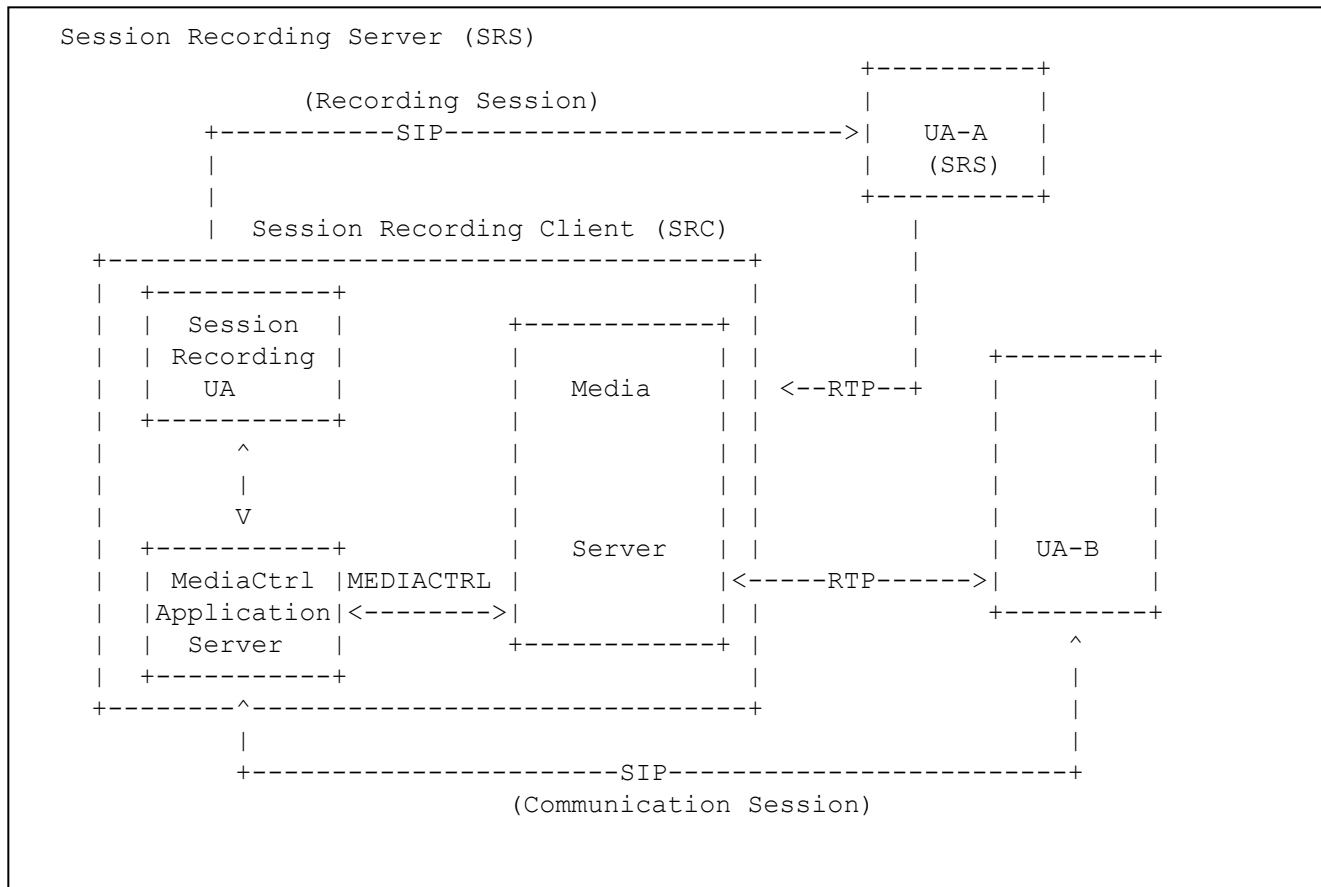 Session Recording Server (SRS)
(Recording Session)
SIP
UA-A
(SRS)
Session Recording Client (SRC)
Session
Recording
UA
Media
RTP
MediaCtrl
Application
Server
MEDIACTRL
Server
RTP
UA-B
SIP
(Communication Session)